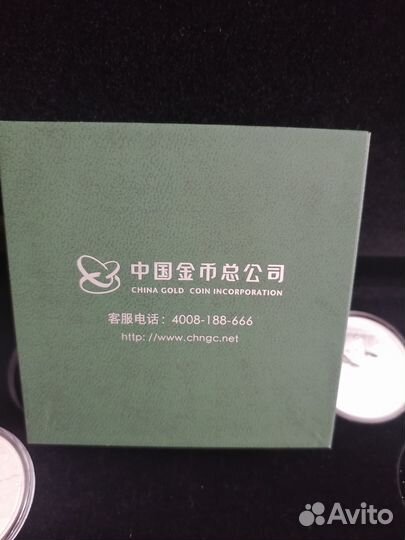 中国金币总公司
CHINA GOLD COIN INCORPORATION
客服电话：4008-188-666
http://www.chngc.net
Avito